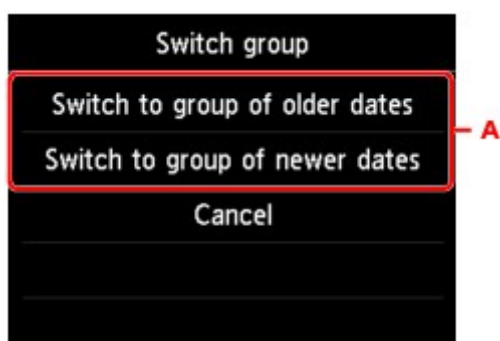 Switch group
Switch to group of older dates
A
Switch to group of newer dates
Cancel